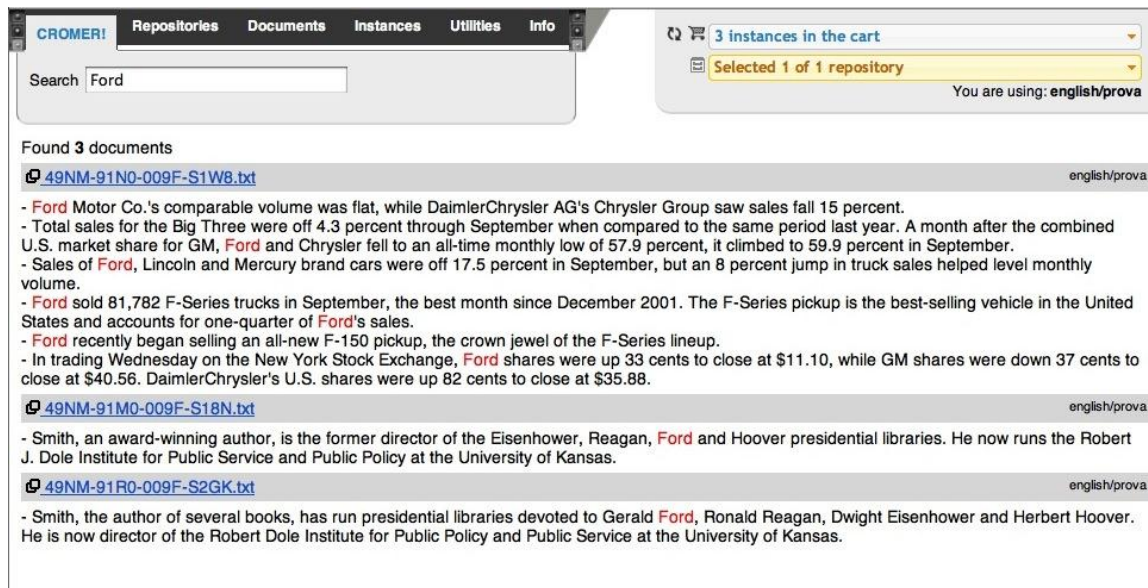 CROMER! Repositories Documents Instances Utilities Info
3 instances in the cart
Selected 1 of 1 repository
Search Ford
You are using: english/prova
Found 3 documents
49NM-91N0-009F-S1W8.txt english/prova
- Ford Motor Co.'s comparable volume was flat, while DaimlerChrysler AG's Chrysler Group saw sales fall 15 percent.
- Total sales for the Big Three were off 4.3 percent through September when compared to the same period last year. A month after the combined
U.S. market share for GM, Ford and Chrysler fell to an all-time monthly low of 57.9 percent, it climbed to 59.9 percent in September.
- Sales of Ford, Lincoln and Mercury brand cars were off 17.5 percent in September, but an 8 percent jump in truck sales helped level monthly
volume.
- Ford sold 81,782 F-Series trucks in September, the best month since December 2001. The F-Series pickup is the best-selling vehicle in the United
States and accounts for one-quarter of Ford's sales.
- Ford recently began selling an all-new F-150 pickup, the crown jewel of the F-Series lineup.
- In trading Wednesday on the New York Stock Exchange, Ford shares were up 33 cents to close at $11.10, while GM shares were down 37 cents to
close at $40.56. DaimlerChrysler's U.S. shares were up 82 cents to close at $35.88.
49NM-91M0-009F-S18N.txt english/prova
- Smith, an award-winning author, is the former director of the Eisenhower, Reagan, Ford and Hoover presidential libraries. He now runs the Robert
J. Dole Institute for Public Service and Public Policy at the University of Kansas.
49NM-91R0-009F-S2GK.txt english/prova
- Smith, the author of several books, has run presidential libraries devoted to Gerald Ford, Ronald Reagan, Dwight Eisenhower and Herbert Hoover.
He is now director of the Robert Dole Institute for Public Policy and Public Service at the University of Kansas.